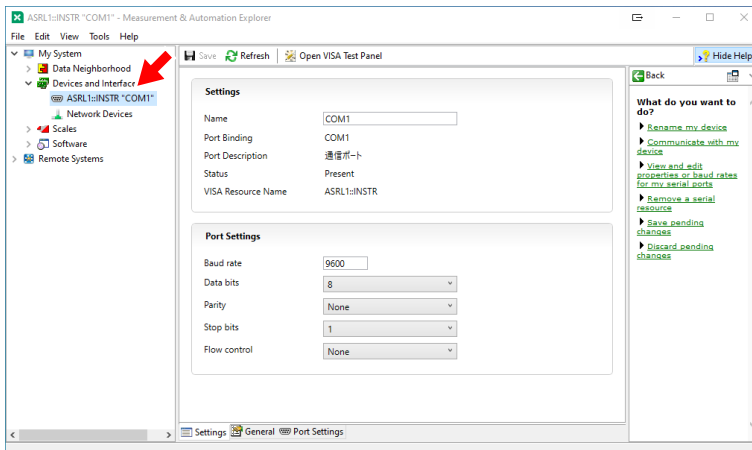 ASRL1::INSTR "COM1" - Measurement & Automation Explorer
File Edit View Tools Help
My System
Data Neighborhood
Devices and Interfac
ASRL1::INSTR "COM1"
Network Devices
Scales
Software
Remote Systems
Save Refresh Open VISA Test Panel Hide Help
Settings
Name COM1
Port Binding COM1
Port Description 通信ポート
Status Present
VISA Resource Name ASRL1::INSTR
Port Settings
Baud rate 9600
Data bits 8
Parity None
Stop bits 1
Flow control None
Settings General Port Settings
Back
What do you want to
do?
Rename my device
Communicate with my
device
View and edit
properties or baud rates
for my serial ports
Remove a serial
resource
Save pending
changes
Discard pending
changes